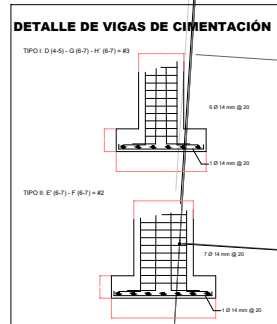 DETALLE DE VIGAS DE CIMENTACIÓN
TIPO I: D (4-5) - G (6-7) - H' (6-7) = #3
6 Ø 14 mm @ 20
1 Ø 14 mm @ 20
TIPO II: E' (6-7) - F (6-7) = #2
7 Ø 14 mm @ 20
1 Ø 14 mm @ 20